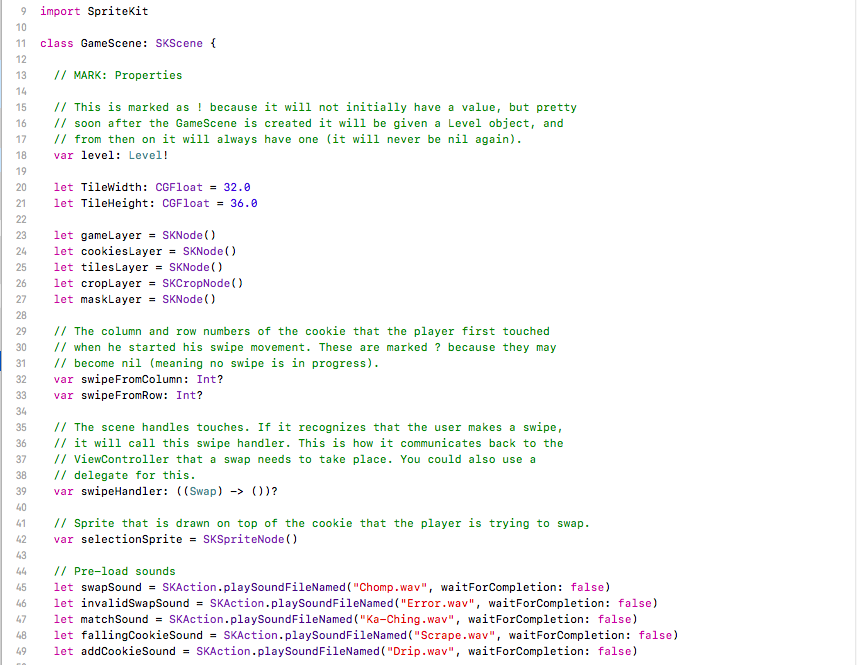 9 import SpriteKit
10
11 class GameScene: SKScene {
12
13 // MARK: Properties
14
15 // This is marked as ! because it will not initially have a value, but pretty
16 // soon after the GameScene is created it will be given a Level object, and
17 // from then on it will always have one (it will never be nil again).
18 var level: Level!
19
20 let TileWidth: CGFloat = 32.0
21 let TileHeight: CGFloat = 36.0
22
23 let gameLayer = SKNode()
24 let cookiesLayer = SKNode()
25 let tilesLayer = SKNode()
26 let cropLayer = SKCropNode()
27 let maskLayer = SKNode()
28
29 // The column and row numbers of the cookie that the player first touched
30 // when he started his swipe movement. These are marked ? because they may
31 // become nil (meaning no swipe is in progress).
32 var swipeFromColumn: Int?
33 var swipeFromRow: Int?
34
35 // The scene handles touches. If it recognizes that the user makes a swipe,
36 // it will call this swipe handler. This is how it communicates back to the
37 // ViewController that a swap needs to take place. You could also use a
38 // delegate for this.
39 var swipeHandler: ((Swap) -> ())?
40
41 // Sprite that is drawn on top of the cookie that the player is trying to swap.
42 var selectionSprite = SKSpriteNode()
43
44 // Pre-load sounds
45 let swapSound = SKAction.playSoundFileNamed("Chomp.wav", waitForCompletion: false)
46 let invalidSwapSound = SKAction.playSoundFileNamed("Error.wav", waitForCompletion: false)
47 let matchSound = SKAction.playSoundFileNamed("Ka-Ching.wav", waitForCompletion: false)
48 let fallingCookieSound = SKAction.playSoundFileNamed("Scrape.wav", waitForCompletion: false)
49 let addCookieSound = SKAction.playSoundFileNamed("Drip.wav", waitForCompletion: false)